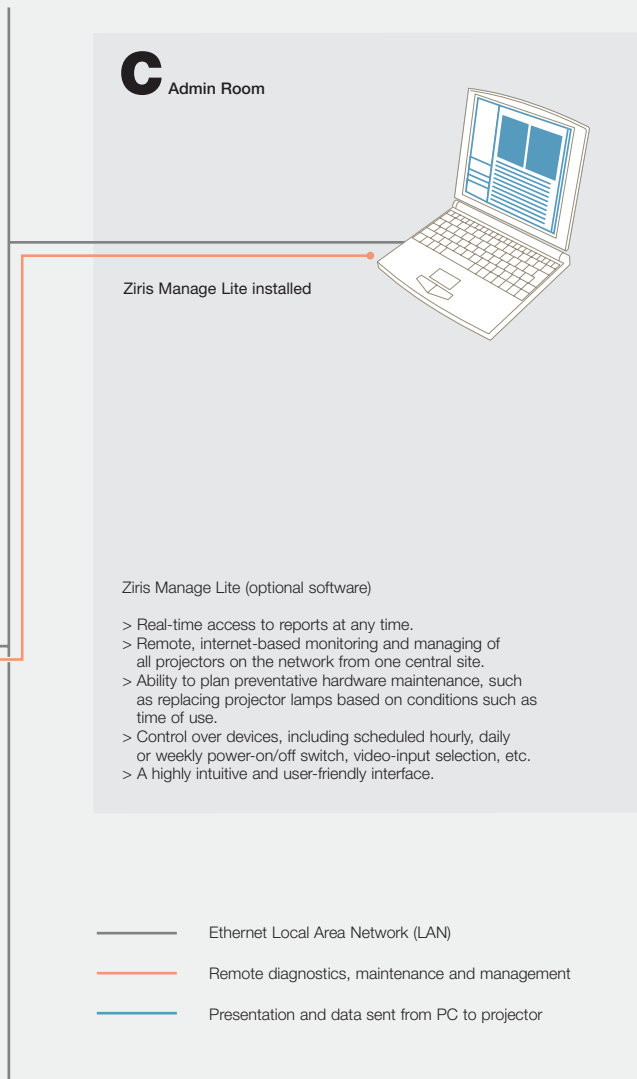 C Admin Room
Ziris Manage Lite installed
Ziris Manage Lite (optional software)
> Real-time access to reports at any time.
> Remote, internet-based monitoring and managing of
all projectors on the network from one central site.
> Ability to plan preventative hardware maintenance, such
as replacing projector lamps based on conditions such as
time of use.
> Control over devices, including scheduled hourly, daily
or weekly power-on/off switch, video-input selection, etc.
> A highly intuitive and user-friendly interface.
Ethernet Local Area Network (LAN)
Remote diagnostics, maintenance and management
Presentation and data sent from PC to projector